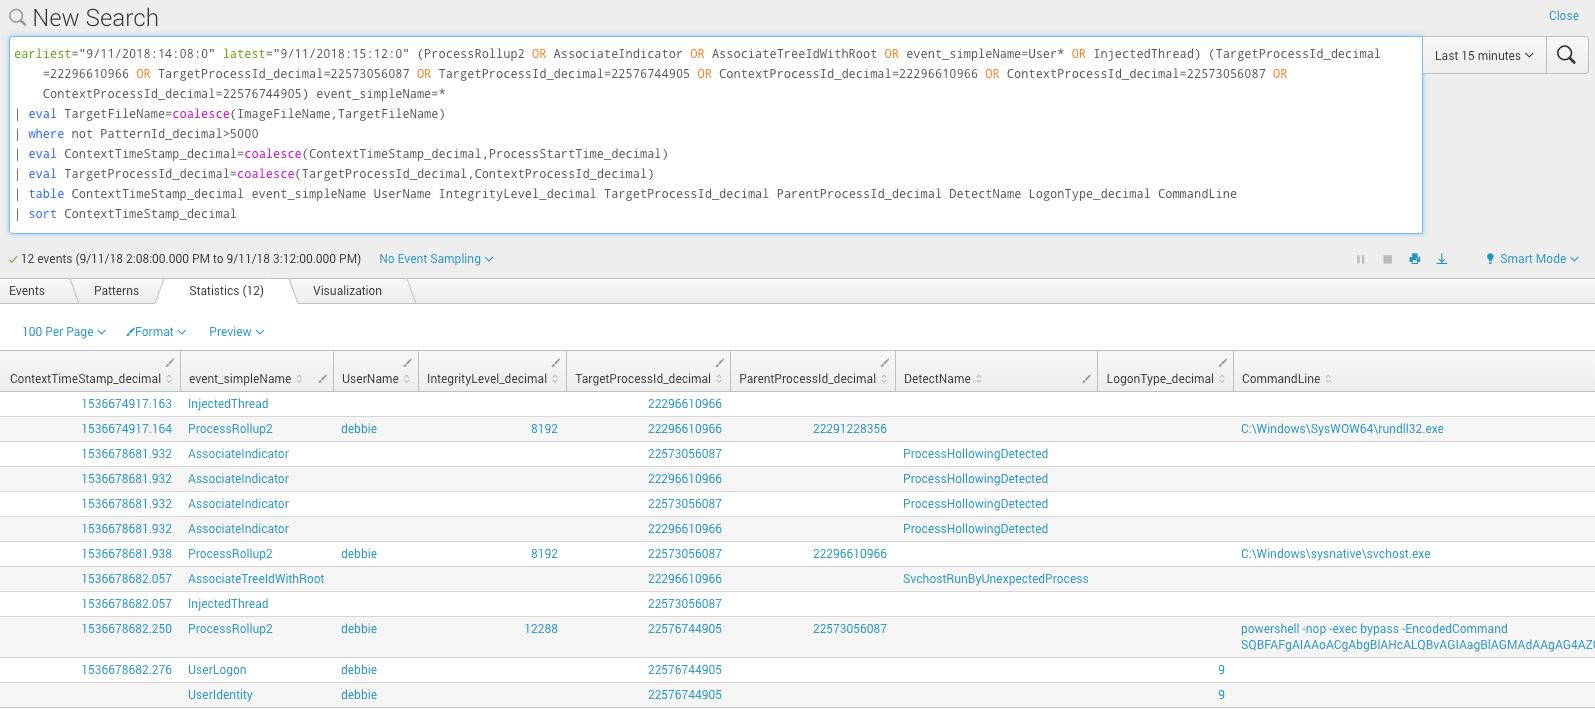 New Search
Close
earliest="9/11/2018:14:08:0" latest="9/11/2018:15:12:0" (ProcessRollup2 OR AssociateIndicator OR AssociateTreeIdWithRoot OR event_simpleName=User* OR InjectedThread) (TargetProcessId_decimal
=22296610966 OR TargetProcessId_decimal=22573056087 OR TargetProcessId_decimal=22576744905 OR ContextProcessId_decimal=22296610966 OR ContextProcessId_decimal=22573056087 OR
ContextProcessId_decimal=22576744905) event_simpleName=*
| eval TargetFileName=coalesce(ImageFileName,TargetFileName)
| where not PatternId_decimal>5000
| eval ContextTimeStamp_decimal=coalesce(ContextTimeStamp_decimal,ProcessStartTime_decimal)
| eval TargetProcessId_decimal=coalesce(TargetProcessId_decimal,ContextProcessId_decimal)
| table ContextTimeStamp_decimal event_simpleName UserName IntegrityLevel_decimal TargetProcessId_decimal ParentProcessId_decimal DetectName LogonType_decimal CommandLine
| sort ContextTimeStamp_decimal
Last 15 minutes
12 events (9/11/18 2:08:00.000 PM to 9/11/18 3:12:00.000 PM) No Event Sampling
Smart Mode
Events Patterns Statistics (12) Visualization
100 Per Page Format Preview
ContextTimeStamp_decimal event_simpleName UserName IntegrityLevel_decimal TargetProcessId_decimal ParentProcessId_decimal DetectName LogonType_decimal CommandLine
1536674917.163 InjectedThread 22296610966
1536674917.164 ProcessRollup2 debbie 8192 22296610966 22291228356 C:\Windows\SysWOW64\rundll32.exe
1536678681.932 AssociateIndicator 22573056087 ProcessHollowingDetected
1536678681.932 AssociateIndicator 22296610966 ProcessHollowingDetected
1536678681.932 AssociateIndicator 22573056087 ProcessHollowingDetected
1536678681.932 AssociateIndicator 22296610966 ProcessHollowingDetected
1536678681.938 ProcessRollup2 debbie 8192 22573056087 22296610966 C:\Windows\sysnative\svchost.exe
1536678682.057 AssociateTreeIdWithRoot 22296610966 SvchostRunByUnexpectedProcess
1536678682.057 InjectedThread 22573056087
1536678682.250 ProcessRollup2 debbie 12288 22576744905 22573056087 powershell -nop -exec bypass -EncodedCommand
1536678682.276 UserLogon debbie 22576744905 9
UserIdentity debbie 22576744905 9